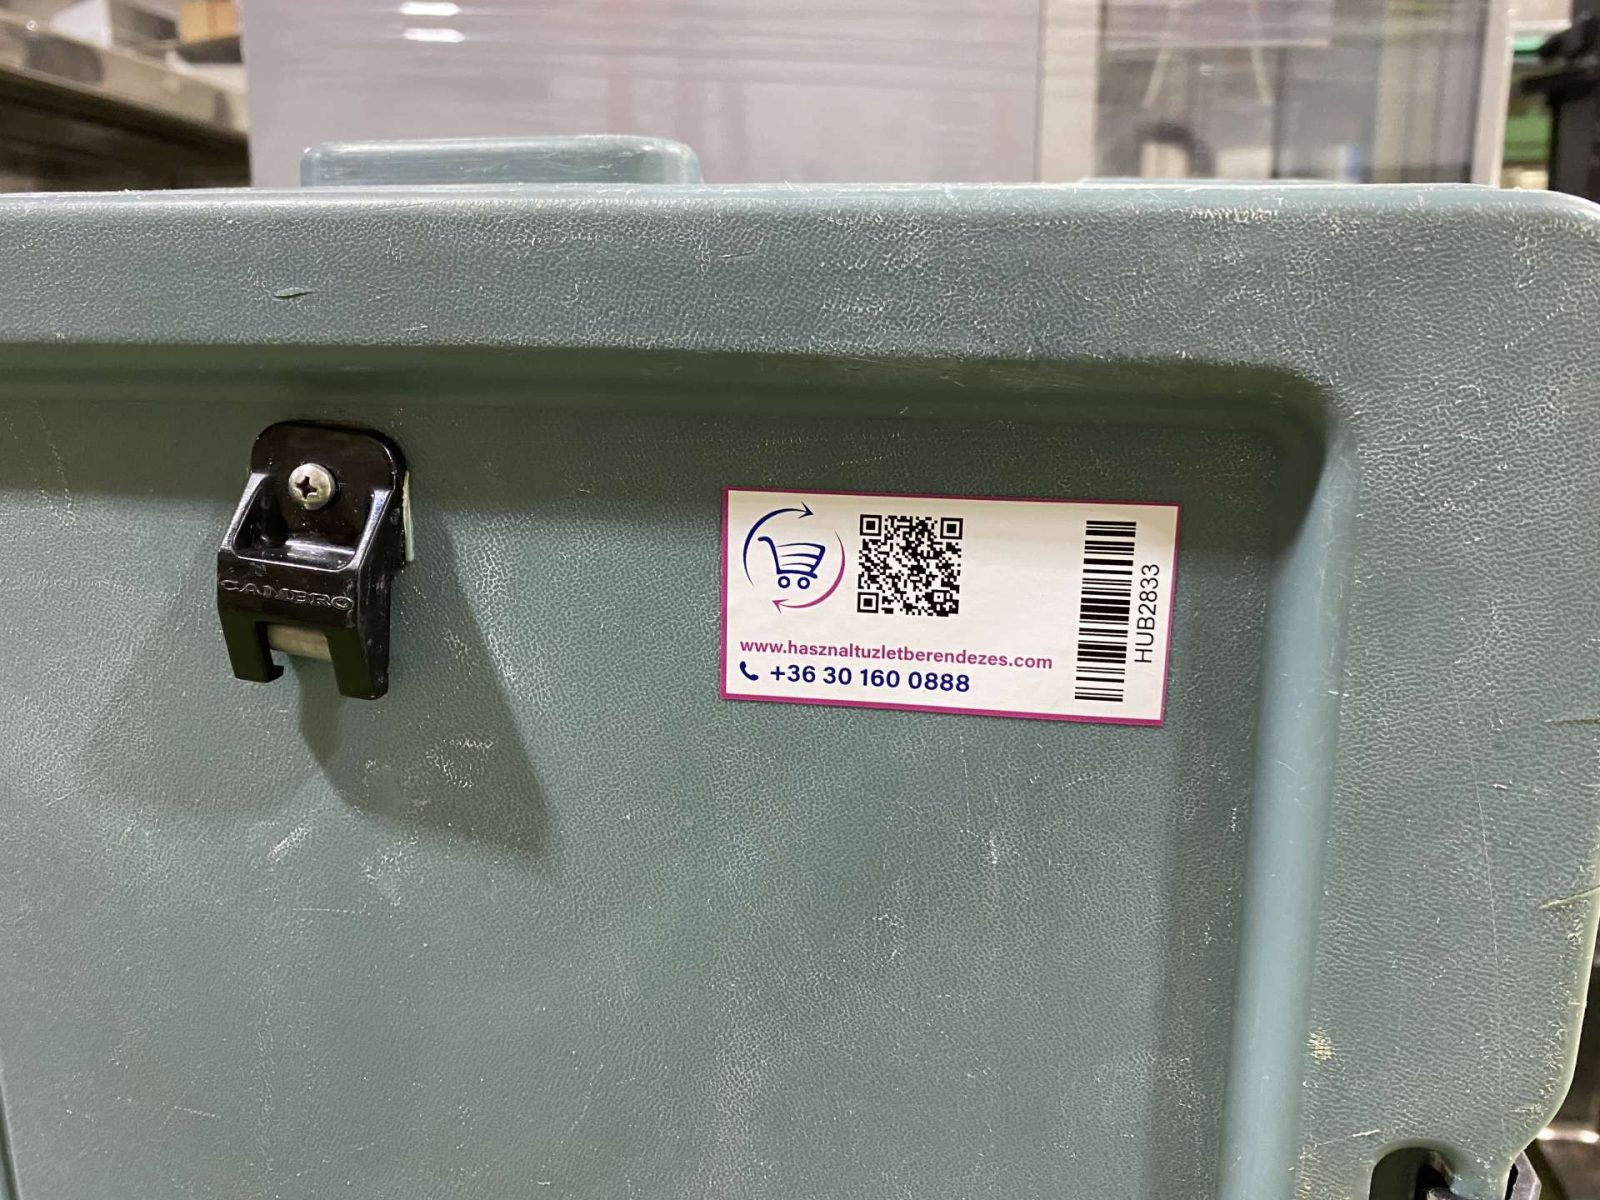 CAMBRO
www.hasznaltuzletberendezes.com
+36 30 160 0888
HUB2833